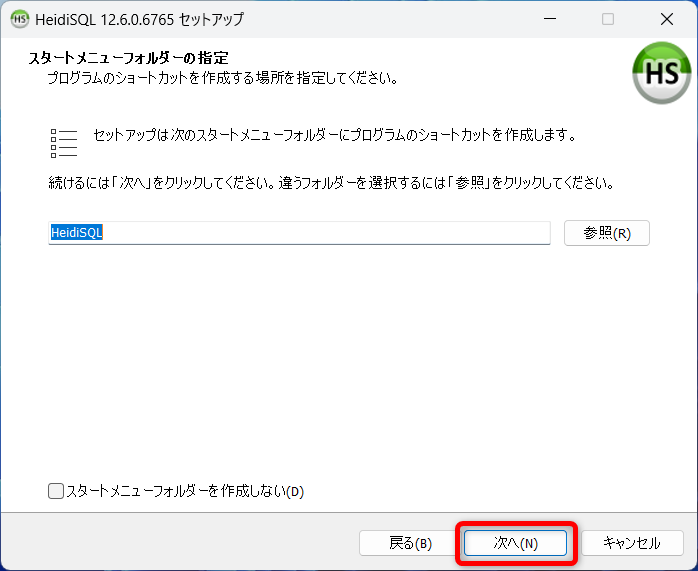 HeidiSQL 12.6.0.6765 セットアップ
スタートメニューフォルダーの指定
プログラムのショートカットを作成する場所を指定してください。
HS
セットアップは次のスタートメニューフォルダーにプログラムのショートカットを作成します。
続けるには「次へ」をクリックしてください。違うフォルダーを選択するには「参照」をクリックしてください。
HeidiSQL 参照(R)
スタートメニューフォルダーを作成しない(D)
戻る(B) 次へ(N) キャンセル